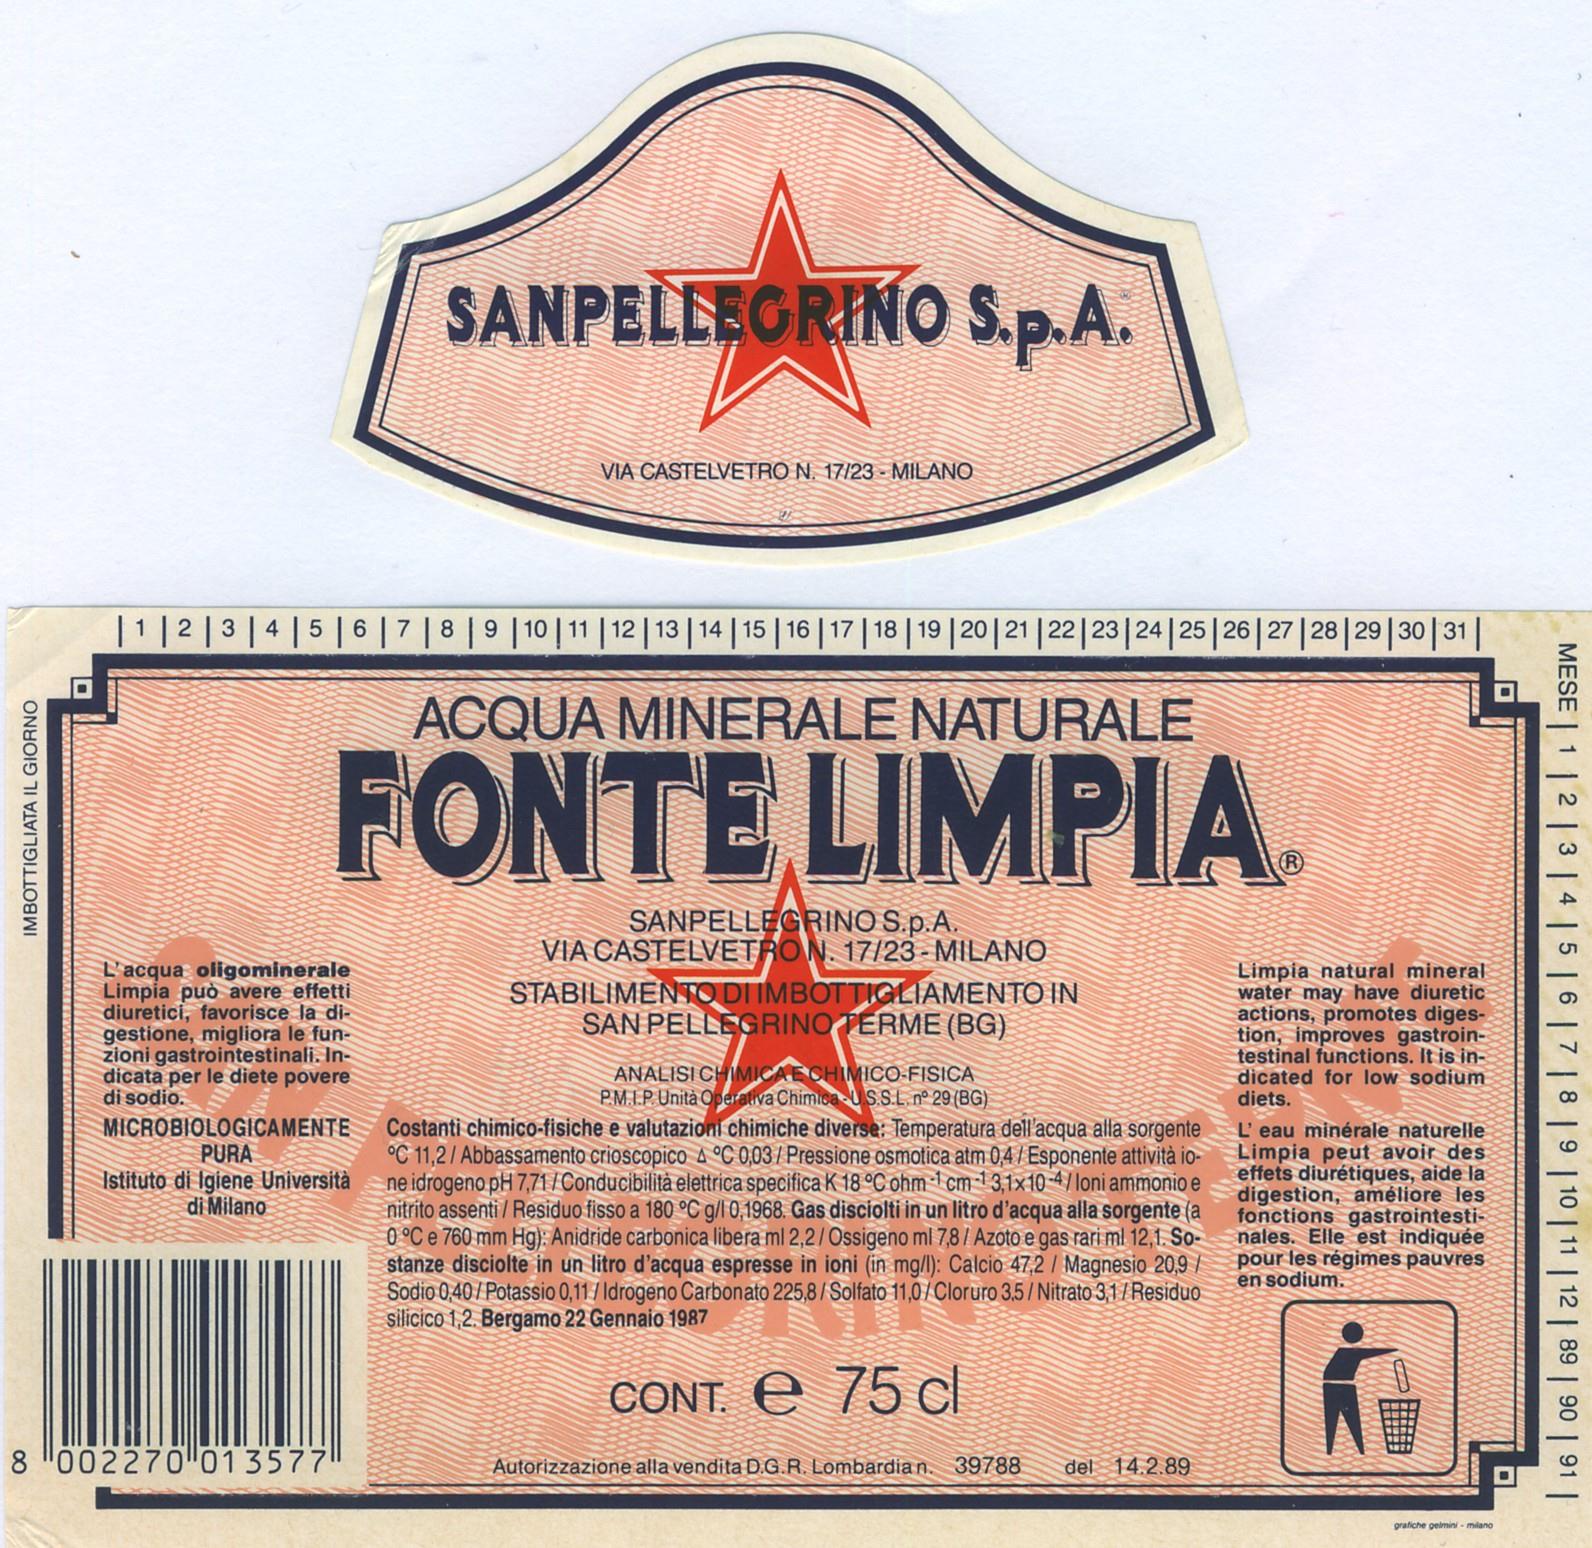 SANPELLEGRINO S.p.A.®
VIA CASTELVETRO N. 17/23 - MILANO
1 | 2 | 3 | 4 | 5 | 6 | 7 | 8 | 9 | 10 | 11 | 12 | 13 | 14 | 15 | 16 | 17 | 18 | 19 | 20 | 21 | 22 | 23 | 24 | 25 | 26 | 27 | 28 | 29 | 30 | 31
IMBOTTIGLIATA IL GIORNO
MESE | 1 | 2 | 3 | 4 | 5 | 6 | 7 | 8 | 9 | 10 | 11 | 12 | 89 | 90 | 91
ACQUA MINERALE NATURALE
FONTE LIMPIA®
SANPELLEGRINO S.p.A.
VIA CASTELVETRO N. 17/23 - MILANO
STABILIMENTO DI IMBOTTIGLIAMENTO IN
SAN PELLEGRINO TERME (BG)
SAN PELLEGRINO TERME
L'acqua oligominerale
Limpia può avere effetti
diuretici, favorisce la di-
gestione, migliora le fun-
zioni gastrointestinali. In-
dicata per le diete povere
di sodio.
MICROBIOLOGICAMENTE
PURA
Istituto di Igiene Università
di Milano
ANALISI CHIMICA E CHIMICO-FISICA
P.M.I.P. Unità Operativa Chimica - U.S.S.L. nº 29 (BG)
Costanti chimico-fisiche e valutazioni chimiche diverse: Temperatura dell'acqua alla sorgente
ºC 11,2 / Abbassamento crioscopico Δ ºC 0,03 / Pressione osmotica atm 0,4 / Esponente attività io-
ne idrogeno pH 7,71 / Conducibilità elettrica specifica K 18 ºC ohm⁻¹ cm⁻¹ 3,1x10⁻⁴ / Ioni ammonio e
nitrito assenti / Residuo fisso a 180 ºC g/l 0,1968. Gas disciolti in un litro d'acqua alla sorgente (a
0 ºC e 760 mm Hg): Anidride carbonica libera ml 2,2 / Ossigeno ml 7,8 / Azoto e gas rari ml 12,1. So-
stanze disciolte in un litro d'acqua espresse in ioni (in mg/l): Calcio 47,2 / Magnesio 20,9 /
Sodio 0,40 / Potassio 0,11 / Idrogeno Carbonato 225,8 / Solfato 11,0 / Cloruro 3,5 / Nitrato 3,1 / Residuo
silicico 1,2. Bergamo 22 Gennaio 1987
Limpia natural mineral
water may have diuretic
actions, promotes diges-
tion, improves gastroin-
testinal functions. It is in-
dicated for low sodium
diets.
L'eau minérale naturelle
Limpia peut avoir des
effets diurétiques, aide la
digestion, améliore les
fonctions gastrointesti-
nales. Elle est indiquée
pour les régimes pauvres
en sodium.
CONT. e 75 cl
8 002270 013577
Autorizzazione alla vendita D.G.R. Lombardia n. 39788 del 14.2.89
grafiche gelmini - milano